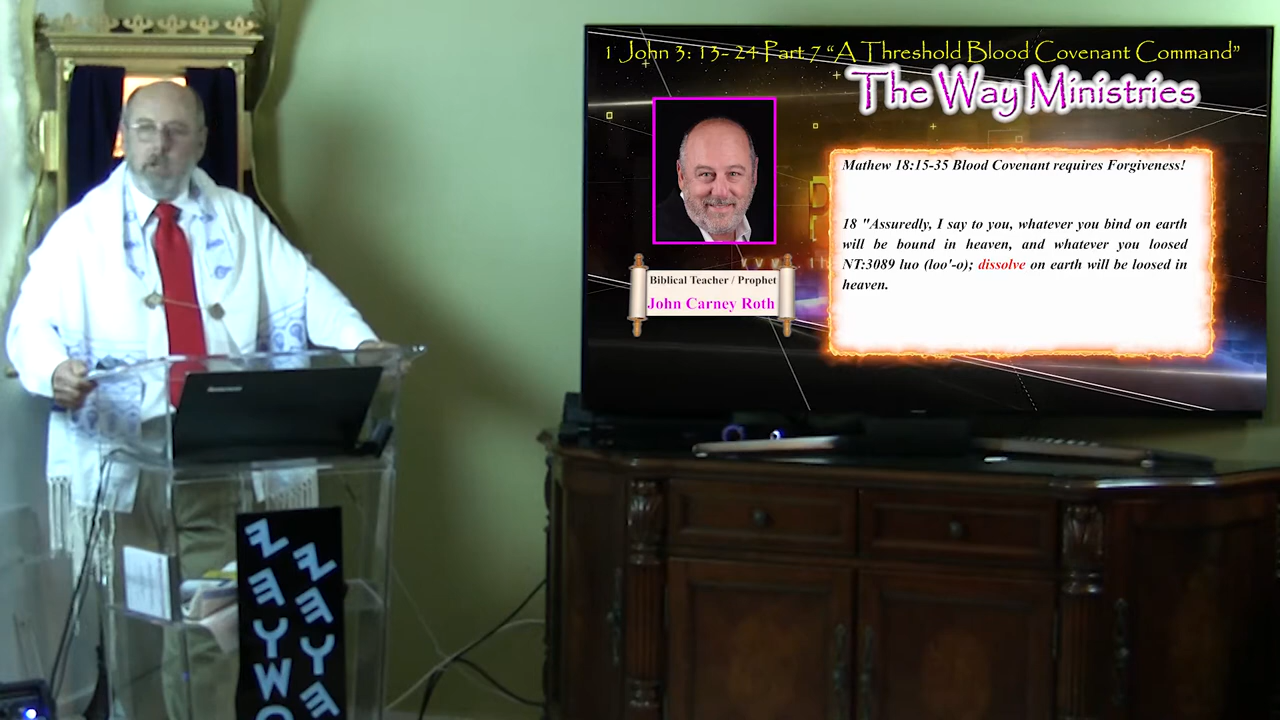 1 John 3: 13-24 Part 7 “A Threshold Blood Covenant Command”
The Way Ministries
Mathew 18:15-35 Blood Covenant requires Forgiveness!
18 "Assuredly, I say to you, whatever you bind on earth
will be bound in heaven, and whatever you loosed
NT:3089 luo (loo'-o); dissolve on earth will be loosed in
heaven.
Biblical Teacher / Prophet
John Carney Roth
lenovo
𐤉𐤄𐤅𐤄
𐤉𐤄𐤅𐤔𐤏